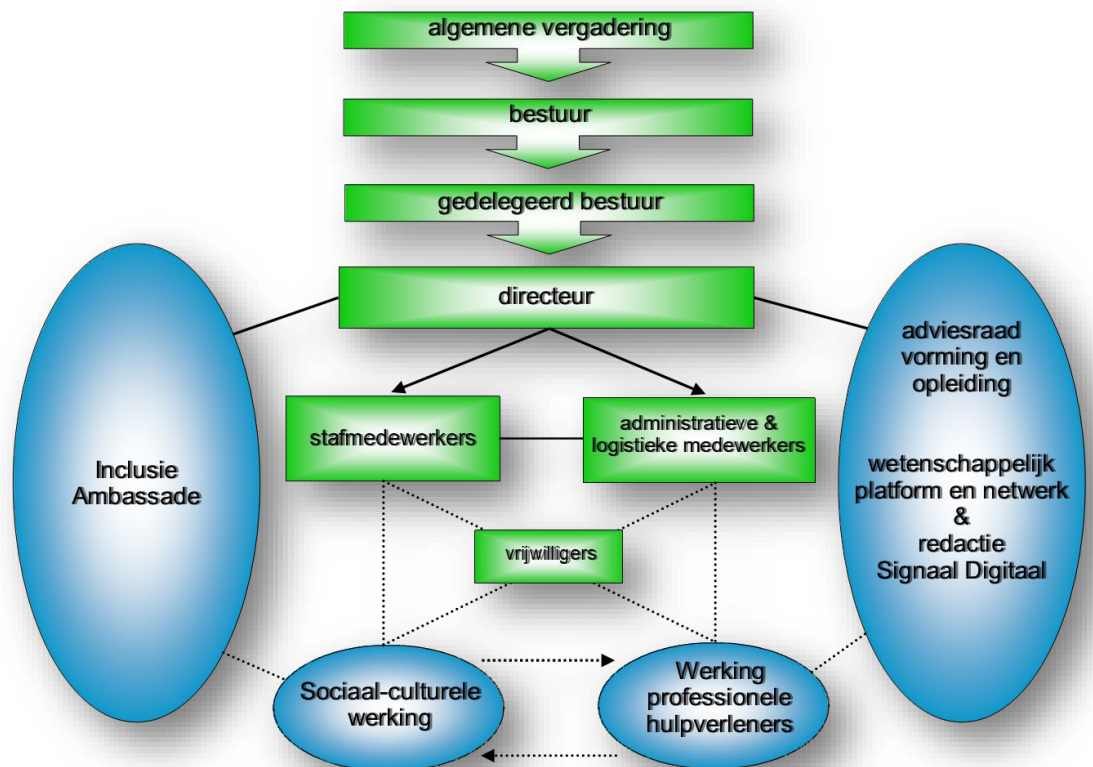 algemene vergadering
bestuur
gedelegeerd bestuur
directeur
adviesraad
vorming en
opleiding
stafmedewerkers
administratieve &
logistieke medewerkers
Inclusie
Ambassade
wetenschappelijk
platform en netwerk
&
redactie
Signaal Digitaal
vrijwilligers
Sociaal-culturele
werking
Werking
professionele
hulpverleners